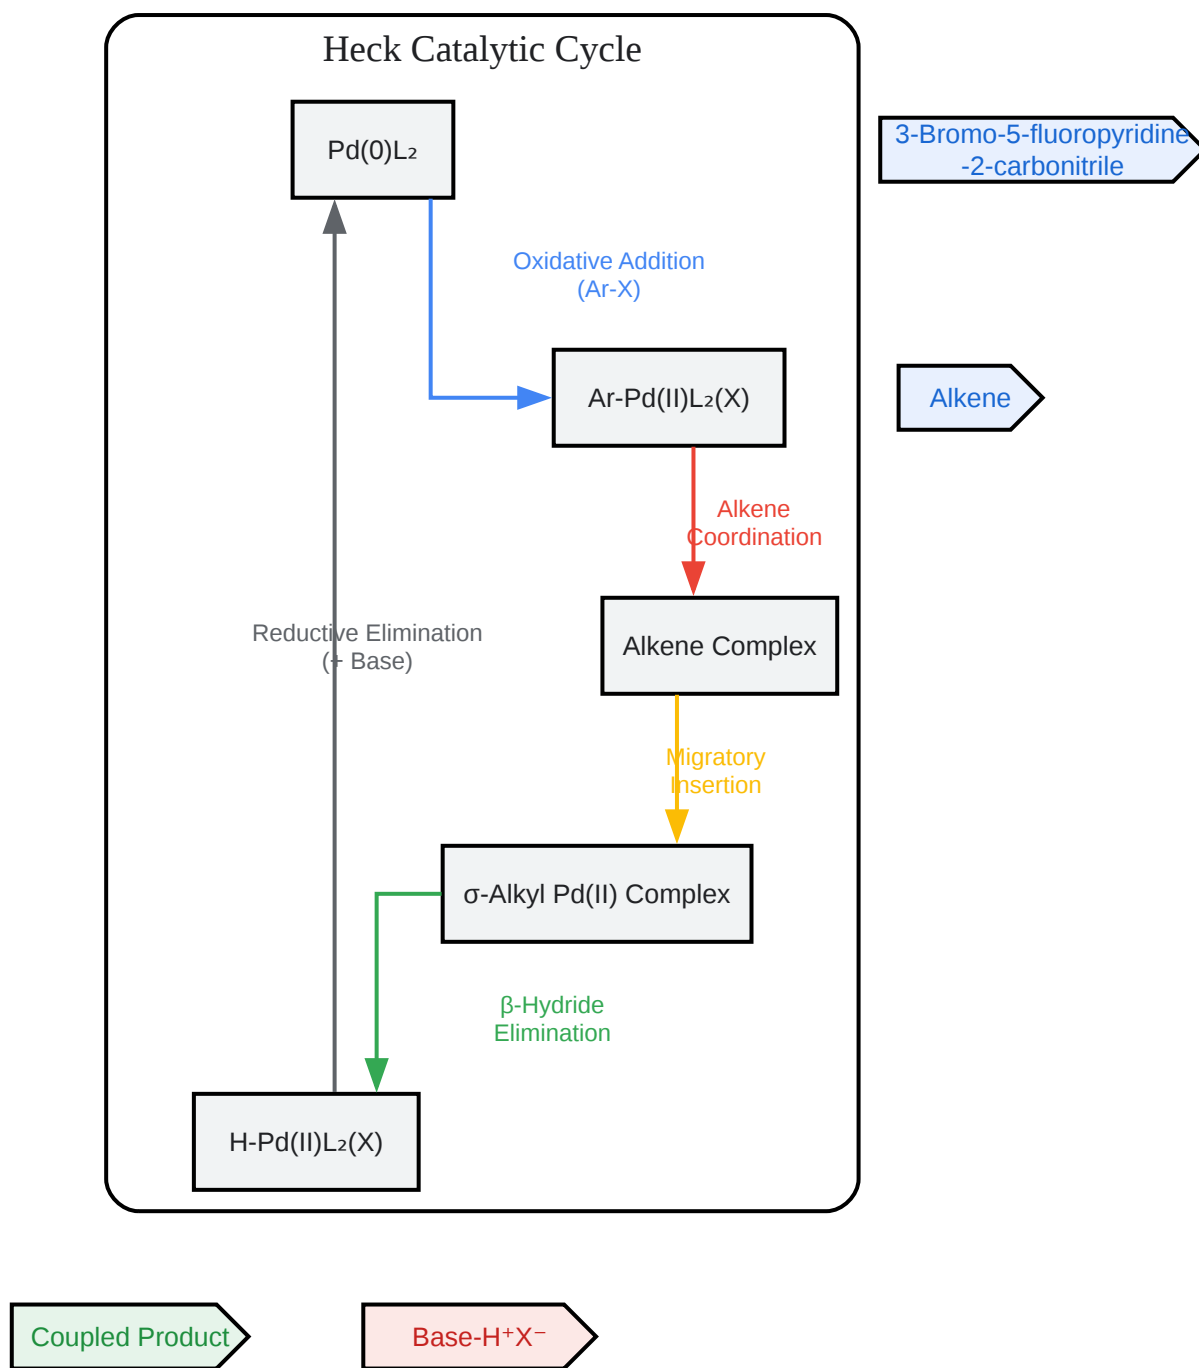 Heck Catalytic Cycle
Pd(0)L₂
3-Bromo-5-fluoropyridine
-2-carbonitrile
Oxidative Addition
(Ar-X)
Ar-Pd(II)L₂(X)
Alkene
Alkene
Coordination
Alkene Complex
Reductive Elimination
(+ Base)
Migratory
Insertion
σ-Alkyl Pd(II) Complex
β-Hydride
Elimination
H-Pd(II)L₂(X)
Coupled Product
Base-H⁺X⁻